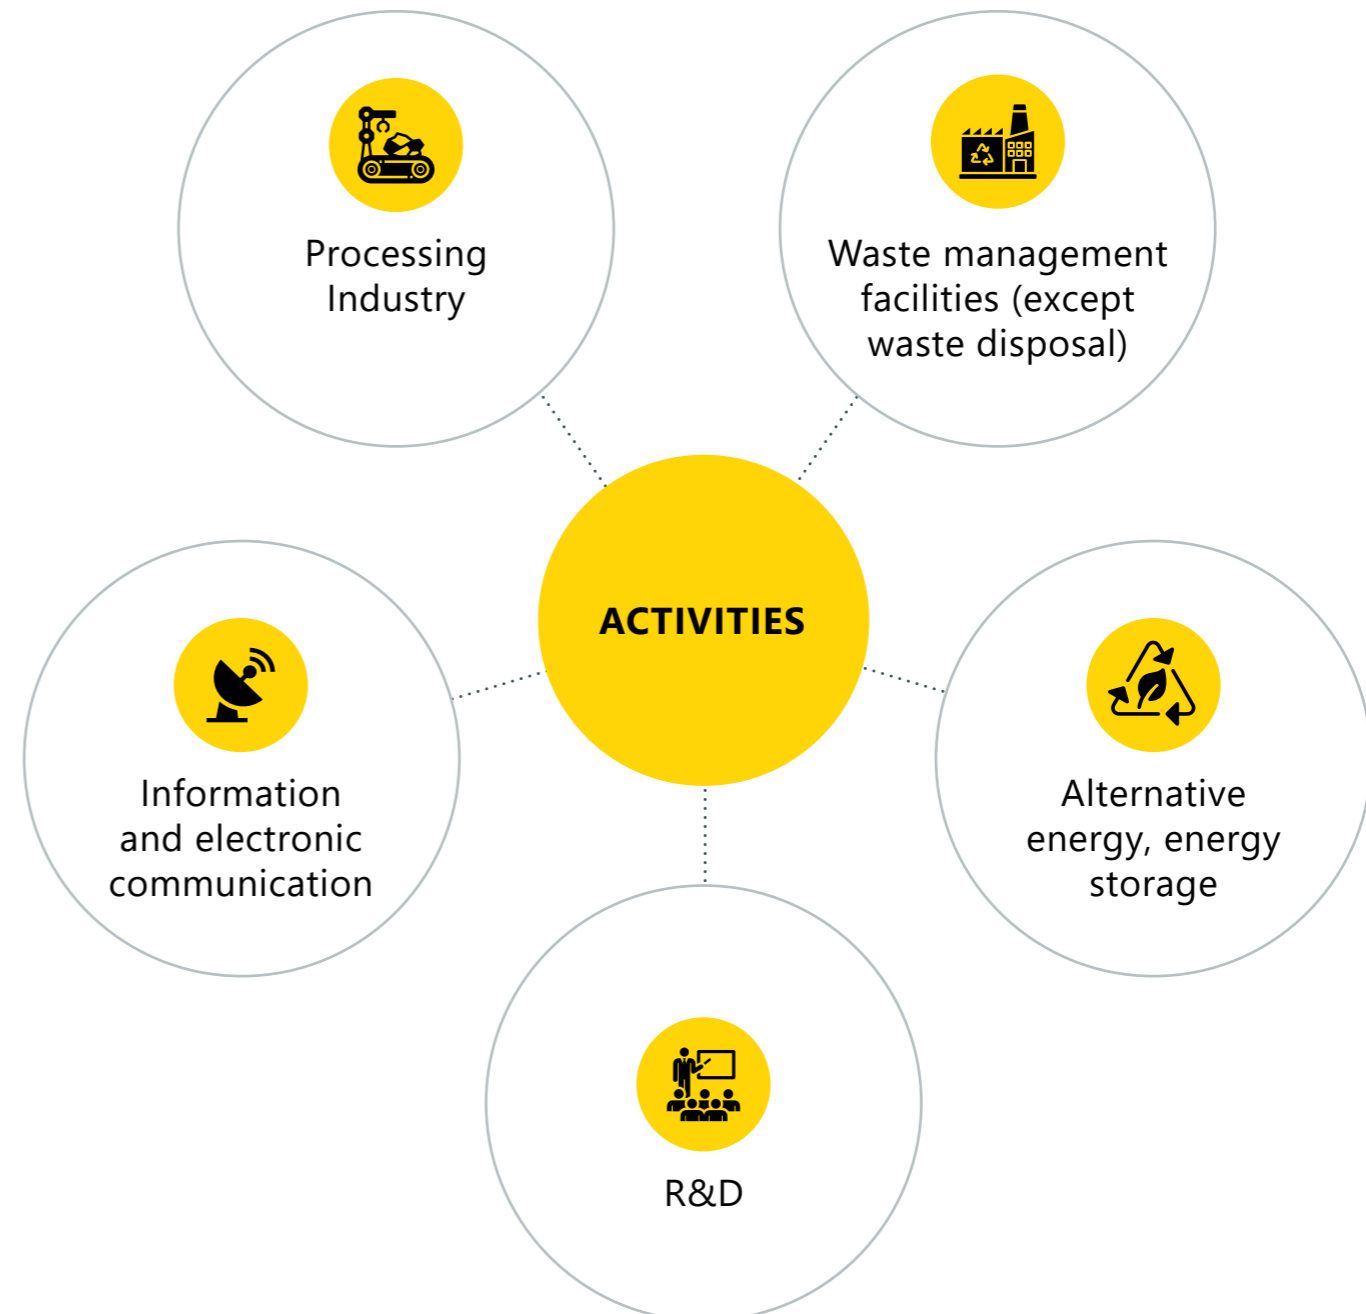 Processing
Industry
Waste management
facilities (except
waste disposal)
ACTIVITIES
Information
and electronic
communication
Alternative
energy, energy
storage
R&D